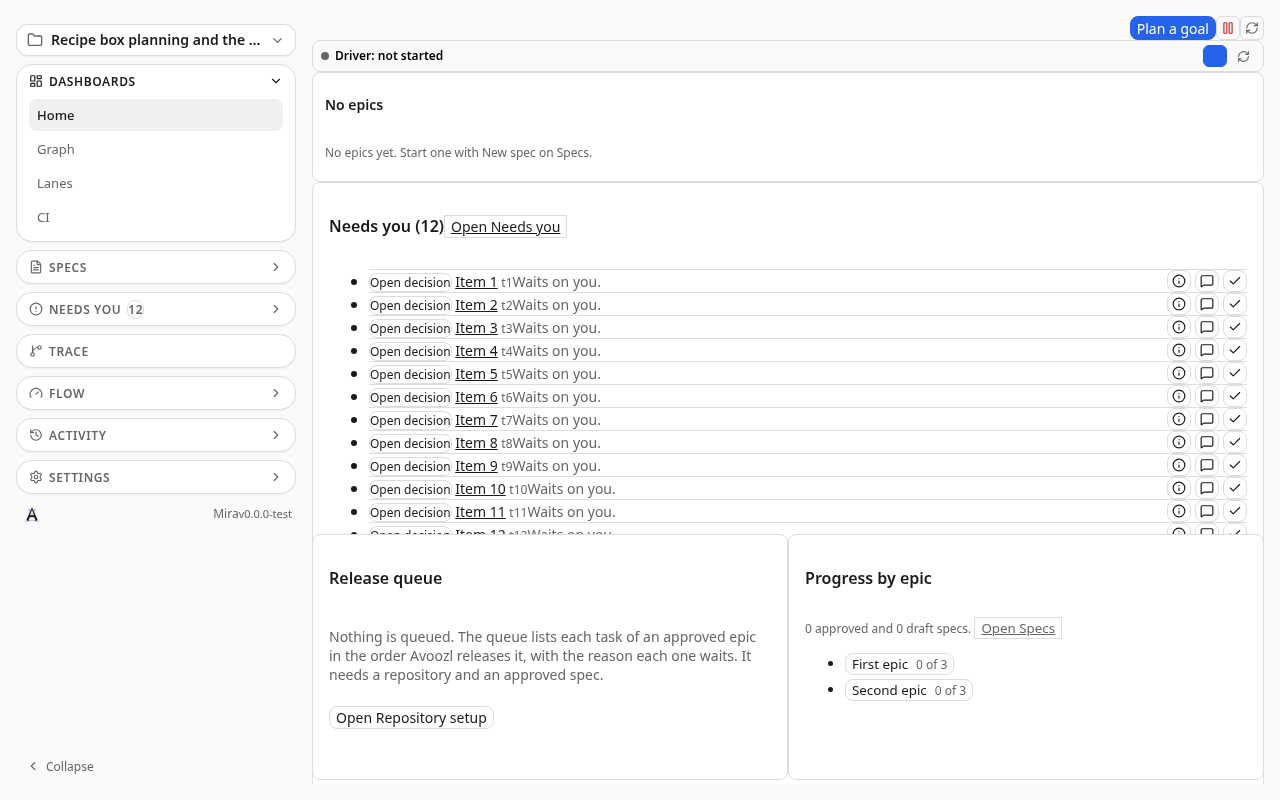 Recipe box planning and the ...
DASHBOARDS
Home
Graph
Lanes
CI
SPECS
NEEDS YOU 12
TRACE
FLOW
ACTIVITY
SETTINGS
Mirav0.0.0-test
Collapse
Plan a goal
Driver: not started
No epics
No epics yet. Start one with New spec on Specs.
Needs you (12) Open Needs you
Open decision Item 1 t1Waits on you.
Open decision Item 2 t2Waits on you.
Open decision Item 3 t3Waits on you.
Open decision Item 4 t4Waits on you.
Open decision Item 5 t5Waits on you.
Open decision Item 6 t6Waits on you.
Open decision Item 7 t7Waits on you.
Open decision Item 8 t8Waits on you.
Open decision Item 9 t9Waits on you.
Open decision Item 10 t10Waits on you.
Open decision Item 11 t11Waits on you.
Open decision Item 12 t12Waits on you.
Release queue
Nothing is queued. The queue lists each task of an approved epic
in the order Avoozl releases it, with the reason each one waits. It
needs a repository and an approved spec.
Open Repository setup
Progress by epic
0 approved and 0 draft specs. Open Specs
First epic 0 of 3
Second epic 0 of 3